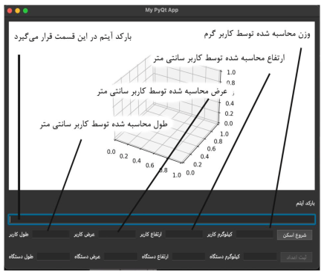 My PyQt App
وزن محاسبه شده توسط کاربر گرم
بارکد آیتم در این قسمت قرار می‌گیرد
ارتفاع محاسبه شده توسط کاربر سانتی متر
عرض محاسبه شده توسط کاربر سانتی متر
طول محاسبه شده توسط کاربر سانتی متر
1.0
0.8
0.6
0.4
0.2
0.0
0.0 0.2 0.4 0.6 0.8 1.0
0.0 0.2 0.4 0.6 0.8 1.0
بارکد آیتم
شروع اسکن کیلوگرم کاربر ارتفاع کاربر عرض کاربر طول کاربر
کیلوگرم دستگاه ارتفاع دستگاه عرض دستگاه طول دستگاه